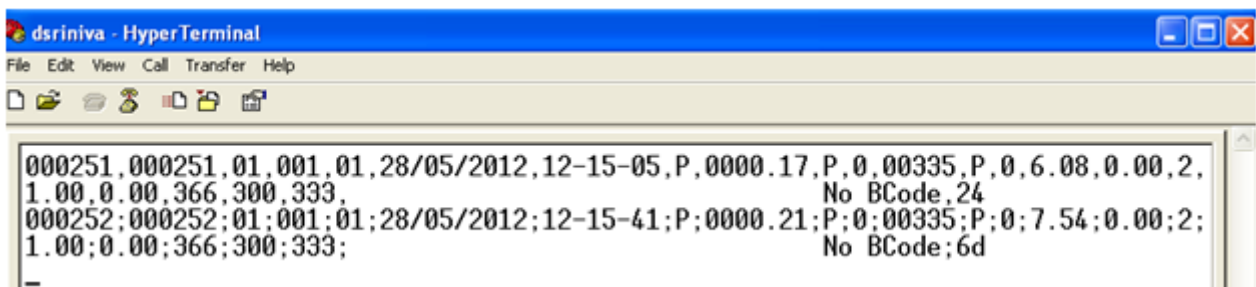 dsriniva - HyperTerminal
File Edit View Call Transfer Help
000251,000251,01,001,01,28/05/2012,12-15-05,P,0000.17,P,0,00335,P,0,6.08,0.00,2,
1.00,0.00,366,300,333, No BCode,24
000252;000252;01;001;01;28/05/2012;12-15-41;P;0000.21;P;0;00335;P;0;7.54;0.00;2;
1.00;0.00;366;300;333; No BCode;6d